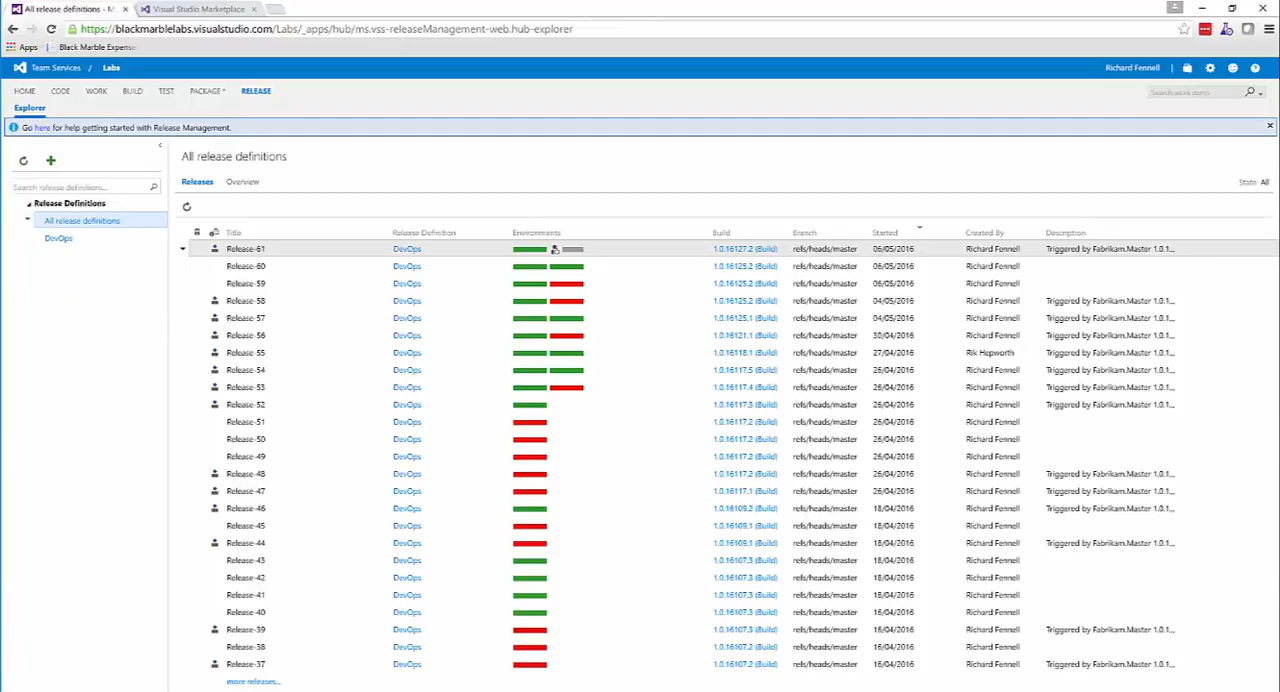 All release definitions - M
Visual Studio Marketplace
https://blackmarblelabs.visualstudio.com/Labs/_apps/hub/ms.vss-releaseManagement-web.hub-explorer
Apps Black Marble Expense
Team Services / Labs Richard Fennell
HOME CODE WORK BUILD TEST PACKAGE* RELEASE Search work items
Explorer
Go here for help getting started with Release Management.
All release definitions
Releases Overview State: All
Search release definitions...
Release Definitions
All release definitions
DevOps
Title Release Definition Environments Build Branch Started Created By Description
Release-61 DevOps 1.0.16127.2 (Build) refs/heads/master 06/05/2016 Richard Fennell Triggered by Fabrikam.Master 1.0.1...
Release-60 DevOps 1.0.16125.2 (Build) refs/heads/master 06/05/2016 Richard Fennell
Release-59 DevOps 1.0.16125.2 (Build) refs/heads/master 06/05/2016 Richard Fennell
Release-58 DevOps 1.0.16125.2 (Build) refs/heads/master 04/05/2016 Richard Fennell Triggered by Fabrikam.Master 1.0.1...
Release-57 DevOps 1.0.16125.1 (Build) refs/heads/master 04/05/2016 Richard Fennell Triggered by Fabrikam.Master 1.0.1...
Release-56 DevOps 1.0.16121.1 (Build) refs/heads/master 30/04/2016 Richard Fennell Triggered by Fabrikam.Master 1.0.1...
Release-55 DevOps 1.0.16118.1 (Build) refs/heads/master 27/04/2016 Rik Hepworth Triggered by Fabrikam.Master 1.0.1...
Release-54 DevOps 1.0.16117.5 (Build) refs/heads/master 26/04/2016 Richard Fennell Triggered by Fabrikam.Master 1.0.1...
Release-53 DevOps 1.0.16117.4 (Build) refs/heads/master 26/04/2016 Richard Fennell Triggered by Fabrikam.Master 1.0.1...
Release-52 DevOps 1.0.16117.3 (Build) refs/heads/master 26/04/2016 Richard Fennell Triggered by Fabrikam.Master 1.0.1...
Release-51 DevOps 1.0.16117.2 (Build) refs/heads/master 26/04/2016 Richard Fennell
Release-50 DevOps 1.0.16117.2 (Build) refs/heads/master 26/04/2016 Richard Fennell
Release-49 DevOps 1.0.16117.2 (Build) refs/heads/master 26/04/2016 Richard Fennell
Release-48 DevOps 1.0.16117.2 (Build) refs/heads/master 26/04/2016 Richard Fennell Triggered by Fabrikam.Master 1.0.1...
Release-47 DevOps 1.0.16117.1 (Build) refs/heads/master 26/04/2016 Richard Fennell Triggered by Fabrikam.Master 1.0.1...
Release-46 DevOps 1.0.16109.2 (Build) refs/heads/master 18/04/2016 Richard Fennell Triggered by Fabrikam.Master 1.0.1...
Release-45 DevOps 1.0.16109.1 (Build) refs/heads/master 18/04/2016 Richard Fennell
Release-44 DevOps 1.0.16109.1 (Build) refs/heads/master 18/04/2016 Richard Fennell Triggered by Fabrikam.Master 1.0.1...
Release-43 DevOps 1.0.16107.3 (Build) refs/heads/master 18/04/2016 Richard Fennell
Release-42 DevOps 1.0.16107.3 (Build) refs/heads/master 18/04/2016 Richard Fennell
Release-41 DevOps 1.0.16107.3 (Build) refs/heads/master 18/04/2016 Richard Fennell
Release-40 DevOps 1.0.16107.3 (Build) refs/heads/master 16/04/2016 Richard Fennell
Release-39 DevOps 1.0.16107.3 (Build) refs/heads/master 16/04/2016 Richard Fennell Triggered by Fabrikam.Master 1.0.1...
Release-38 DevOps 1.0.16107.2 (Build) refs/heads/master 16/04/2016 Richard Fennell
Release-37 DevOps 1.0.16107.2 (Build) refs/heads/master 16/04/2016 Richard Fennell Triggered by Fabrikam.Master 1.0.1...
more releases...